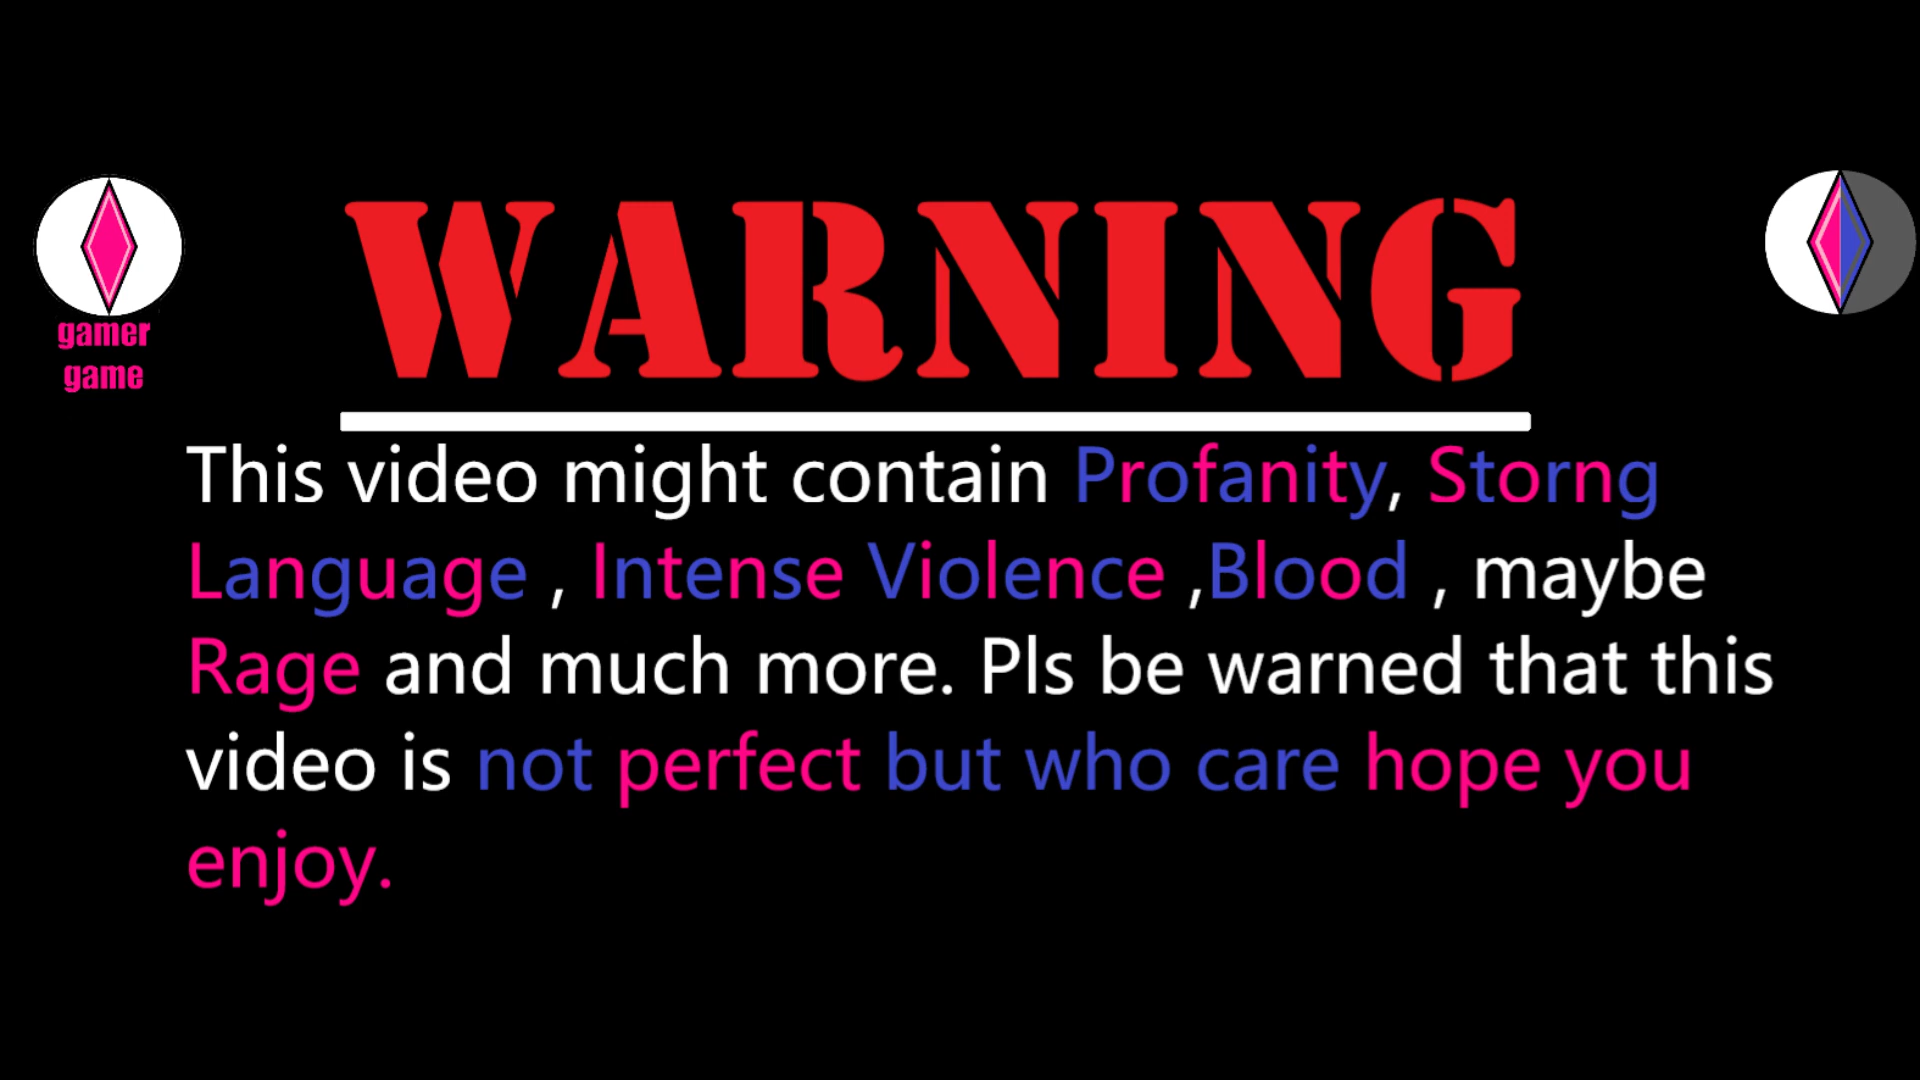 WARNING
gamer
game
This video might contain Profanity, Storng
Language , Intense Violence ,Blood , maybe
Rage and much more. Pls be warned that this
video is not perfect but who care hope you
enjoy.